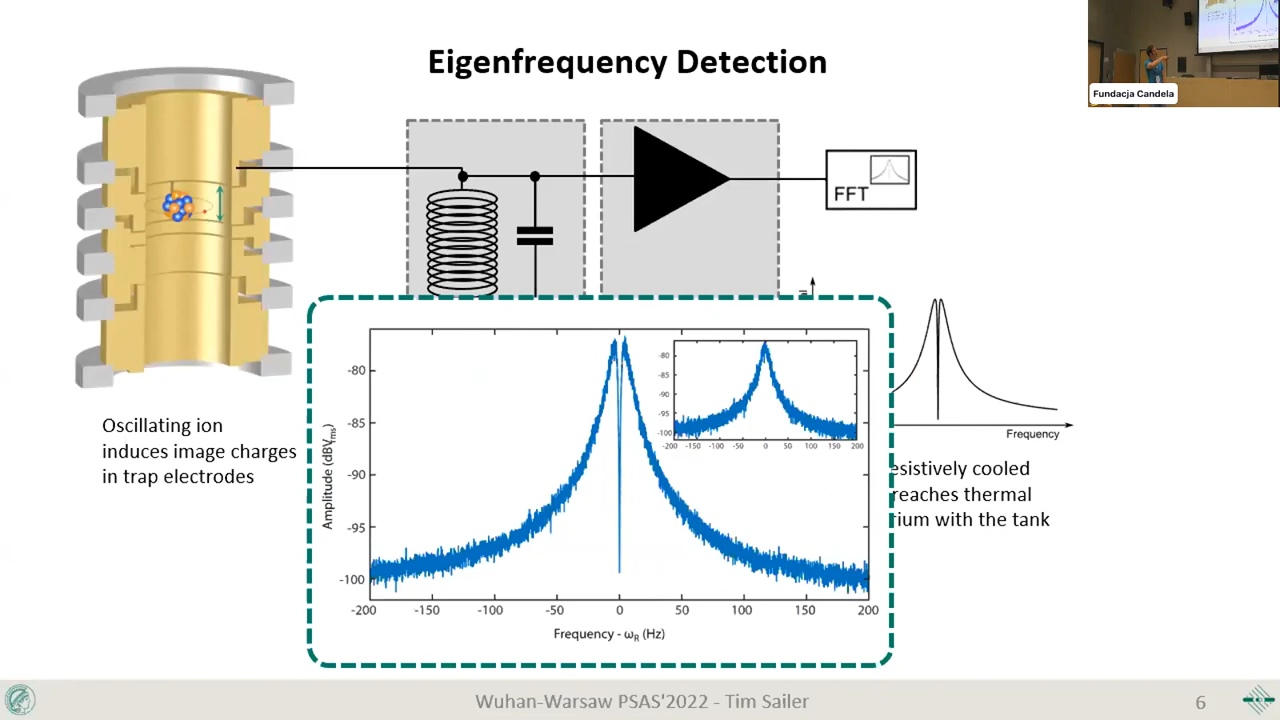 Eigenfrequency Detection
Fundacja Candela
FFT
Oscillating ion
induces image charges
in trap electrodes
Amplitude (dBVrms)
-80
-85
-90
-95
-100
-200
-150
-100
-50
0
50
100
150
200
Frequency - ωR (Hz)
-80
-85
-90
-95
-100
-200
-150
-100
-50
0
50
100
150
200
Frequency
esistively cooled
reaches thermal
rium with the tank
Wuhan-Warsaw PSAS'2022 - Tim Sailer
6